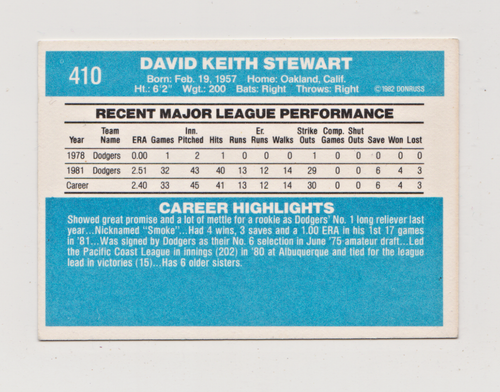 410
DAVID KEITH STEWART
Born: Feb. 19, 1957 Home: Oakland, Calif.
Ht.: 6'2" Wgt.: 200 Bats: Right Throws: Right
© 1982 DONRUSS
RECENT MAJOR LEAGUE PERFORMANCE
Year Team Name ERA Games Inn. Pitched Hits Runs Er. Runs Walks Strike Outs Comp. Games Shut Outs Save Won Lost
1978 Dodgers 0.00 1 2 1 0 0 0 1 0 0 0 0 0
1981 Dodgers 2.51 32 43 40 13 12 14 29 0 0 6 4 3
Career 2.40 33 45 41 13 12 14 30 0 0 6 4 3
CAREER HIGHLIGHTS
Showed great promise and a lot of mettle for a rookie as Dodgers' No. 1 long reliever last
year...Nicknamed "Smoke"...Had 4 wins, 3 saves and a 1.00 ERA in his 1st 17 games
in '81...Was signed by Dodgers as their No. 6 selection in June '75 amateur draft...Led
the Pacific Coast League in innings (202) in '80 at Albuquerque and tied for the league
lead in victories (15)...Has 6 older sisters.